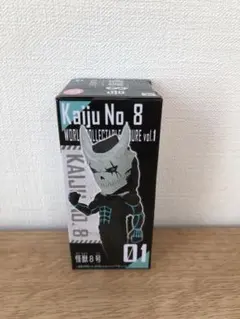 Kaiju No. 8
WORLD COLLECTABLE FIGURE vol.1
KAIJU NO. 8
怪獣8号
01